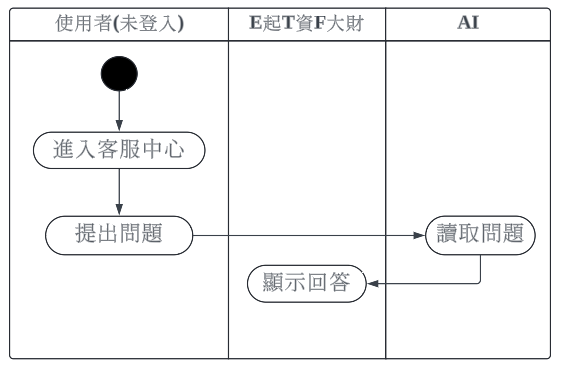 使用者(未登入)
E起T資F大財
AI
進入客服中心
提出問題
讀取問題
顯示回答